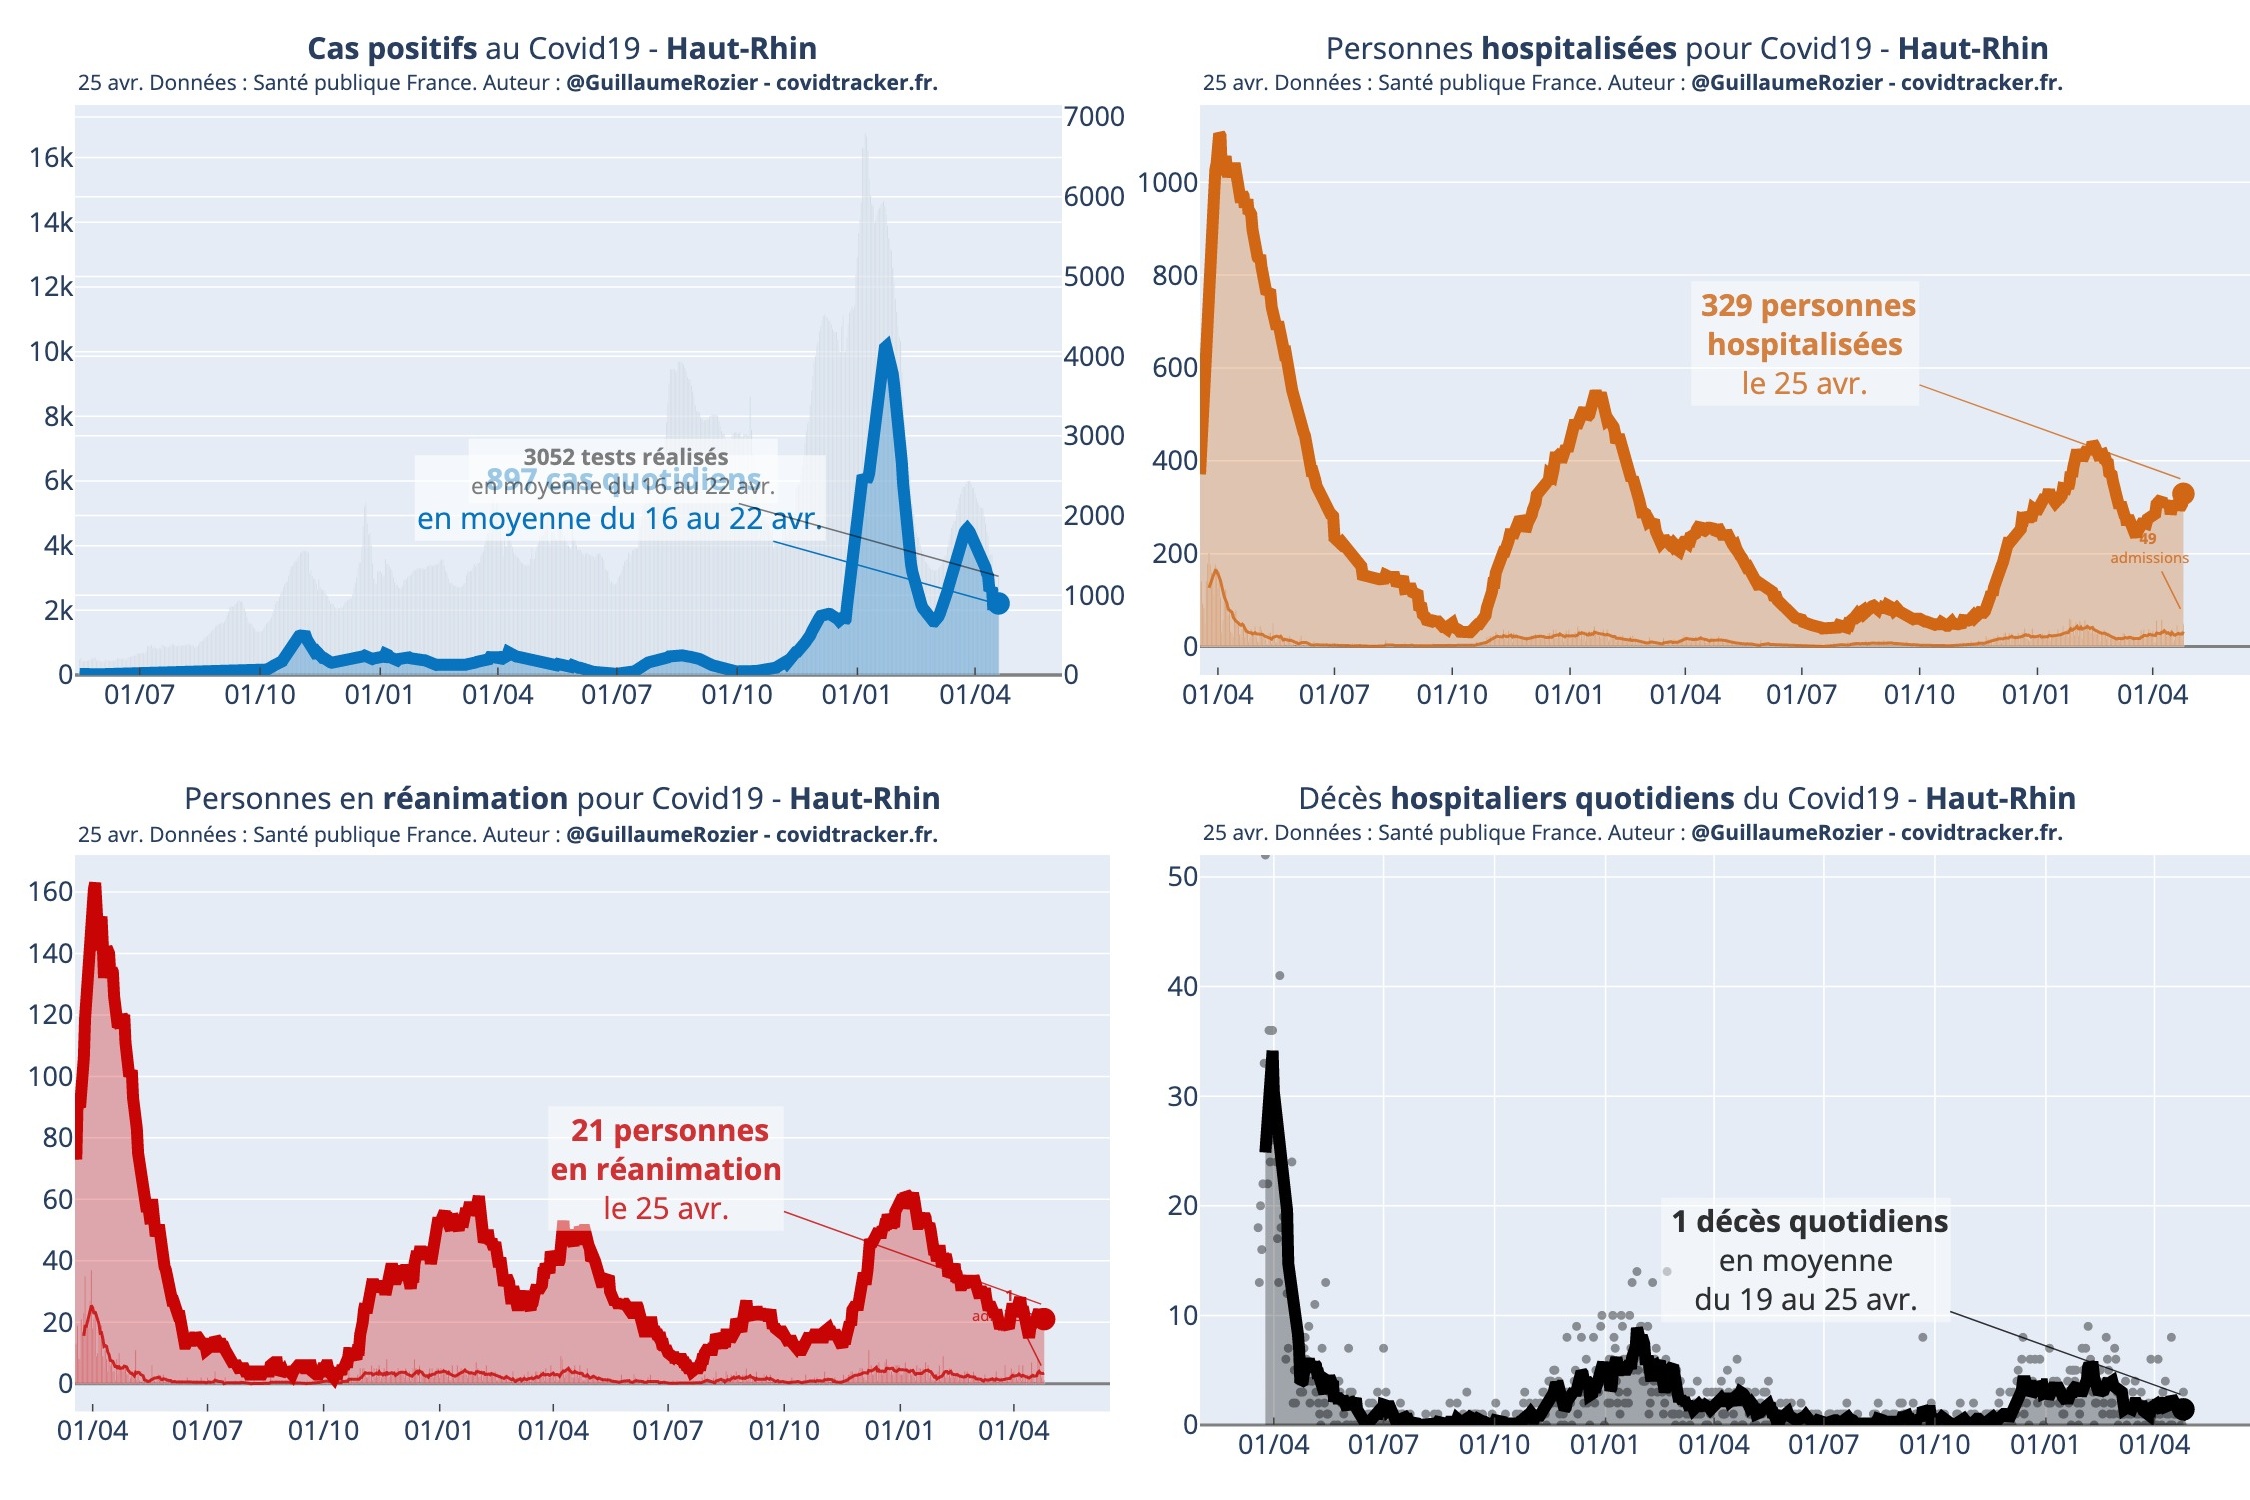 Cas positifs au Covid19 - Haut-Rhin
25 avr. Données : Santé publique France. Auteur : @GuillaumeRozier - covidtracker.fr.
7000
16k
6000
14k
5000
12k
10k
4000
8k
3000
3052 tests réalisés
897 cas quotidiens
6k
en moyenne du 16 au 22 avr.
en moyenne du 16 au 22 avr.
2000
4k
1000
2k
0
0
01/07 01/10 01/01 01/04 01/07 01/10 01/01 01/04
Personnes hospitalisées pour Covid19 - Haut-Rhin
25 avr. Données : Santé publique France. Auteur : @GuillaumeRozier - covidtracker.fr.
1000
800
329 personnes
hospitalisées
600
le 25 avr.
400
49
admissions
200
0
01/04 01/07 01/10 01/01 01/04 01/07 01/10 01/01 01/04
Personnes en réanimation pour Covid19 - Haut-Rhin
25 avr. Données : Santé publique France. Auteur : @GuillaumeRozier - covidtracker.fr.
160
140
120
100
80
21 personnes
en réanimation
60
le 25 avr.
40
20
0
01/04 01/07 01/10 01/01 01/04 01/07 01/10 01/01 01/04
Décès hospitaliers quotidiens du Covid19 - Haut-Rhin
25 avr. Données : Santé publique France. Auteur : @GuillaumeRozier - covidtracker.fr.
50
40
30
20
1 décès quotidiens
en moyenne
du 19 au 25 avr.
10
0
01/04 01/07 01/10 01/01 01/04 01/07 01/10 01/01 01/04